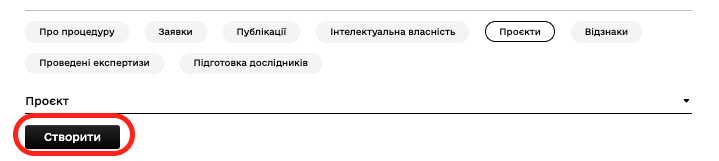 Про процедуру Заявки Публікації Інтелектуальна власність Проєкти Відзнаки
Проведені експертизи Підготовка дослідників
Проєкт
Створити